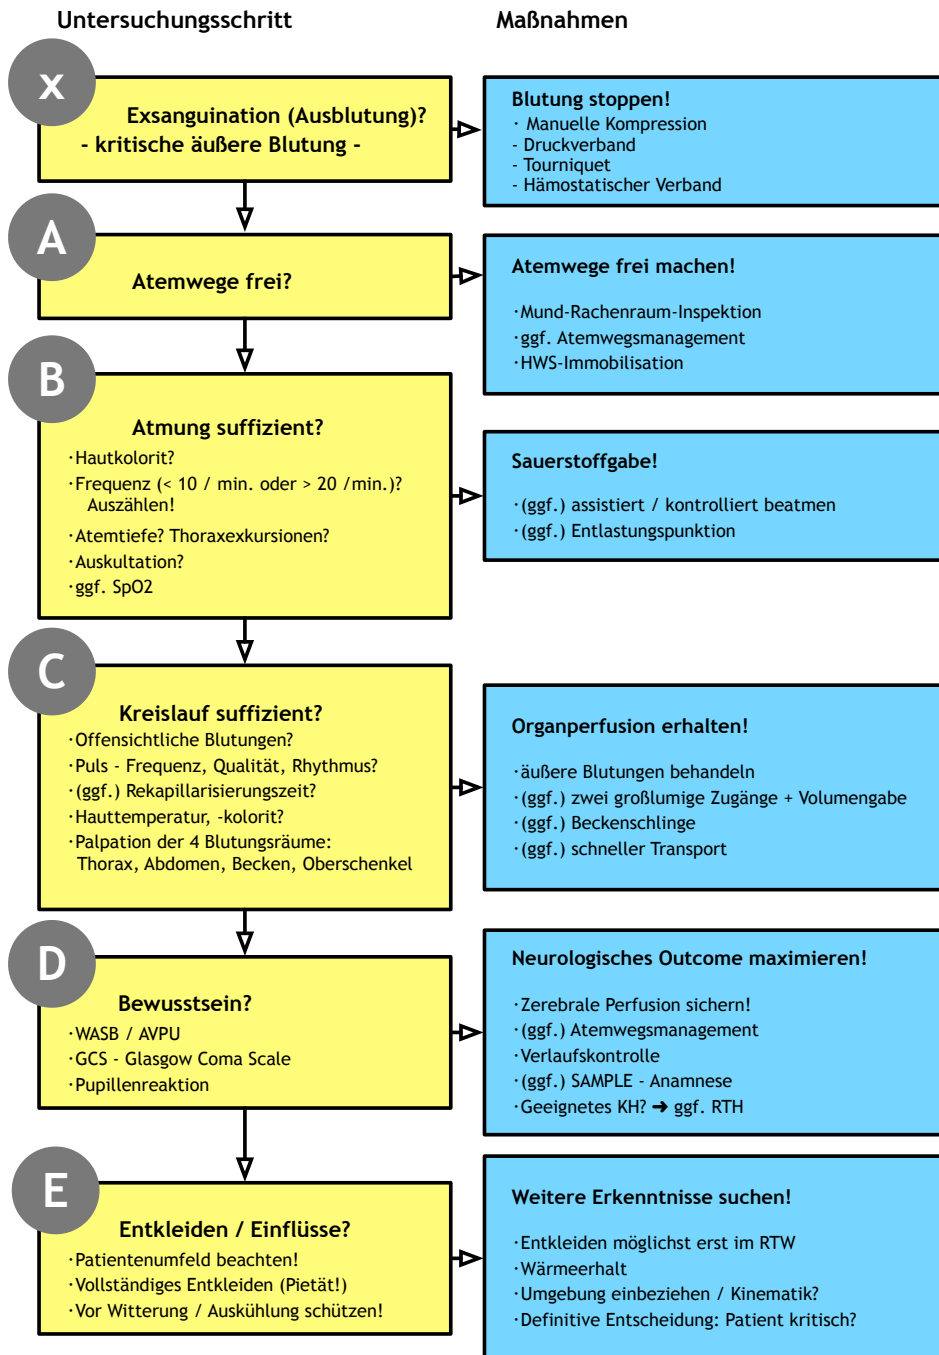 Untersuchungsschritt
Maßnahmen
x
Exsanguination (Ausblutung)?
- kritische äußere Blutung -
Blutung stoppen!
· Manuelle Kompression
- Druckverband
- Tourniquet
- Hämostatischer Verband
A
Atemwege frei?
Atemwege frei machen!
·Mund-Rachenraum-Inspektion
·ggf. Atemwegsmanagement
·HWS-Immobilisation
B
Atmung suffizient?
·Hautkolorit?
·Frequenz (< 10 / min. oder > 20 /min.)?
Auszählen!
·Atemtiefe? Thoraxexkursionen?
·Auskultation?
·ggf. SpO2
Sauerstoffgabe!
·(ggf.) assistiert / kontrolliert beatmen
·(ggf.) Entlastungspunktion
C
Kreislauf suffizient?
·Offensichtliche Blutungen?
·Puls - Frequenz, Qualität, Rhythmus?
·(ggf.) Rekapillarisierungszeit?
·Hauttemperatur, -kolorit?
·Palpation der 4 Blutungsräume:
Thorax, Abdomen, Becken, Oberschenkel
Organperfusion erhalten!
·äußere Blutungen behandeln
·(ggf.) zwei großlumige Zugänge + Volumengabe
·(ggf.) Beckenschlinge
·(ggf.) schneller Transport
D
Bewusstsein?
·WASB / AVPU
·GCS - Glasgow Coma Scale
·Pupillenreaktion
Neurologisches Outcome maximieren!
·Zerebrale Perfusion sichern!
·(ggf.) Atemwegsmanagement
·Verlaufskontrolle
·(ggf.) SAMPLE - Anamnese
·Geeignetes KH? ➜ ggf. RTH
E
Entkleiden / Einflüsse?
·Patientenumfeld beachten!
·Vollständiges Entkleiden (Pietät!)
·Vor Witterung / Auskühlung schützen!
Weitere Erkenntnisse suchen!
·Entkleiden möglichst erst im RTW
·Wärmeerhalt
·Umgebung einbeziehen / Kinematik?
·Definitive Entscheidung: Patient kritisch?